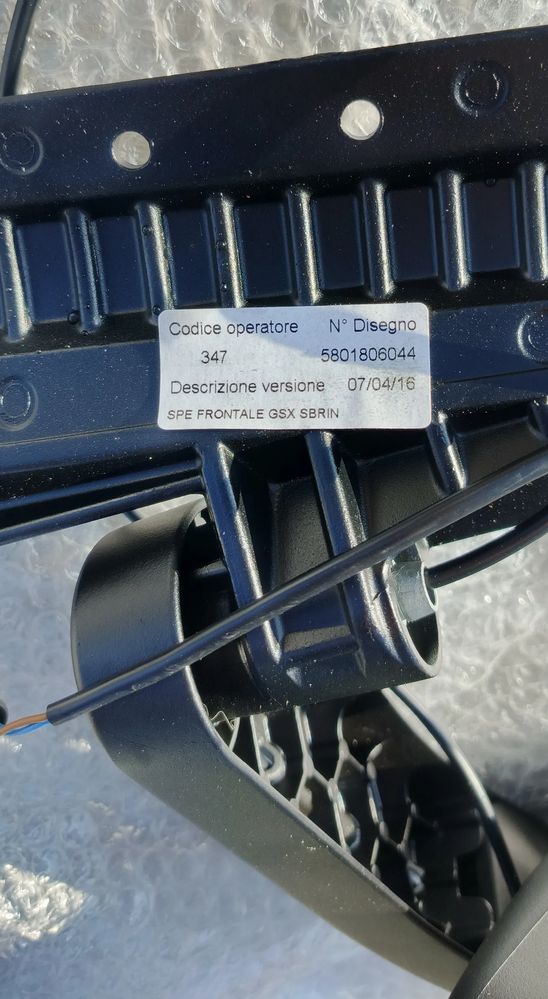 Codice operatore N° Disegno
347 5801806044
Descrizione versione 07/04/16
SPE FRONTALE GSX SBRIN